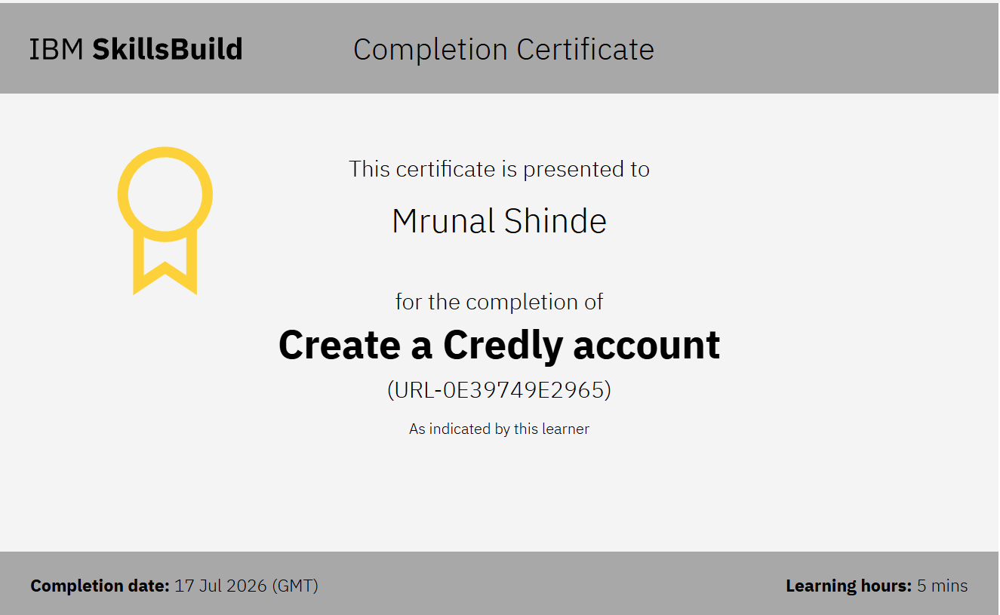 IBM SkillsBuild
Completion Certificate
This certificate is presented to
Mrunal Shinde
for the completion of
Create a Credly account
(URL-0E39749E2965)
As indicated by this learner
Completion date: 17 Jul 2026 (GMT)
Learning hours: 5 mins